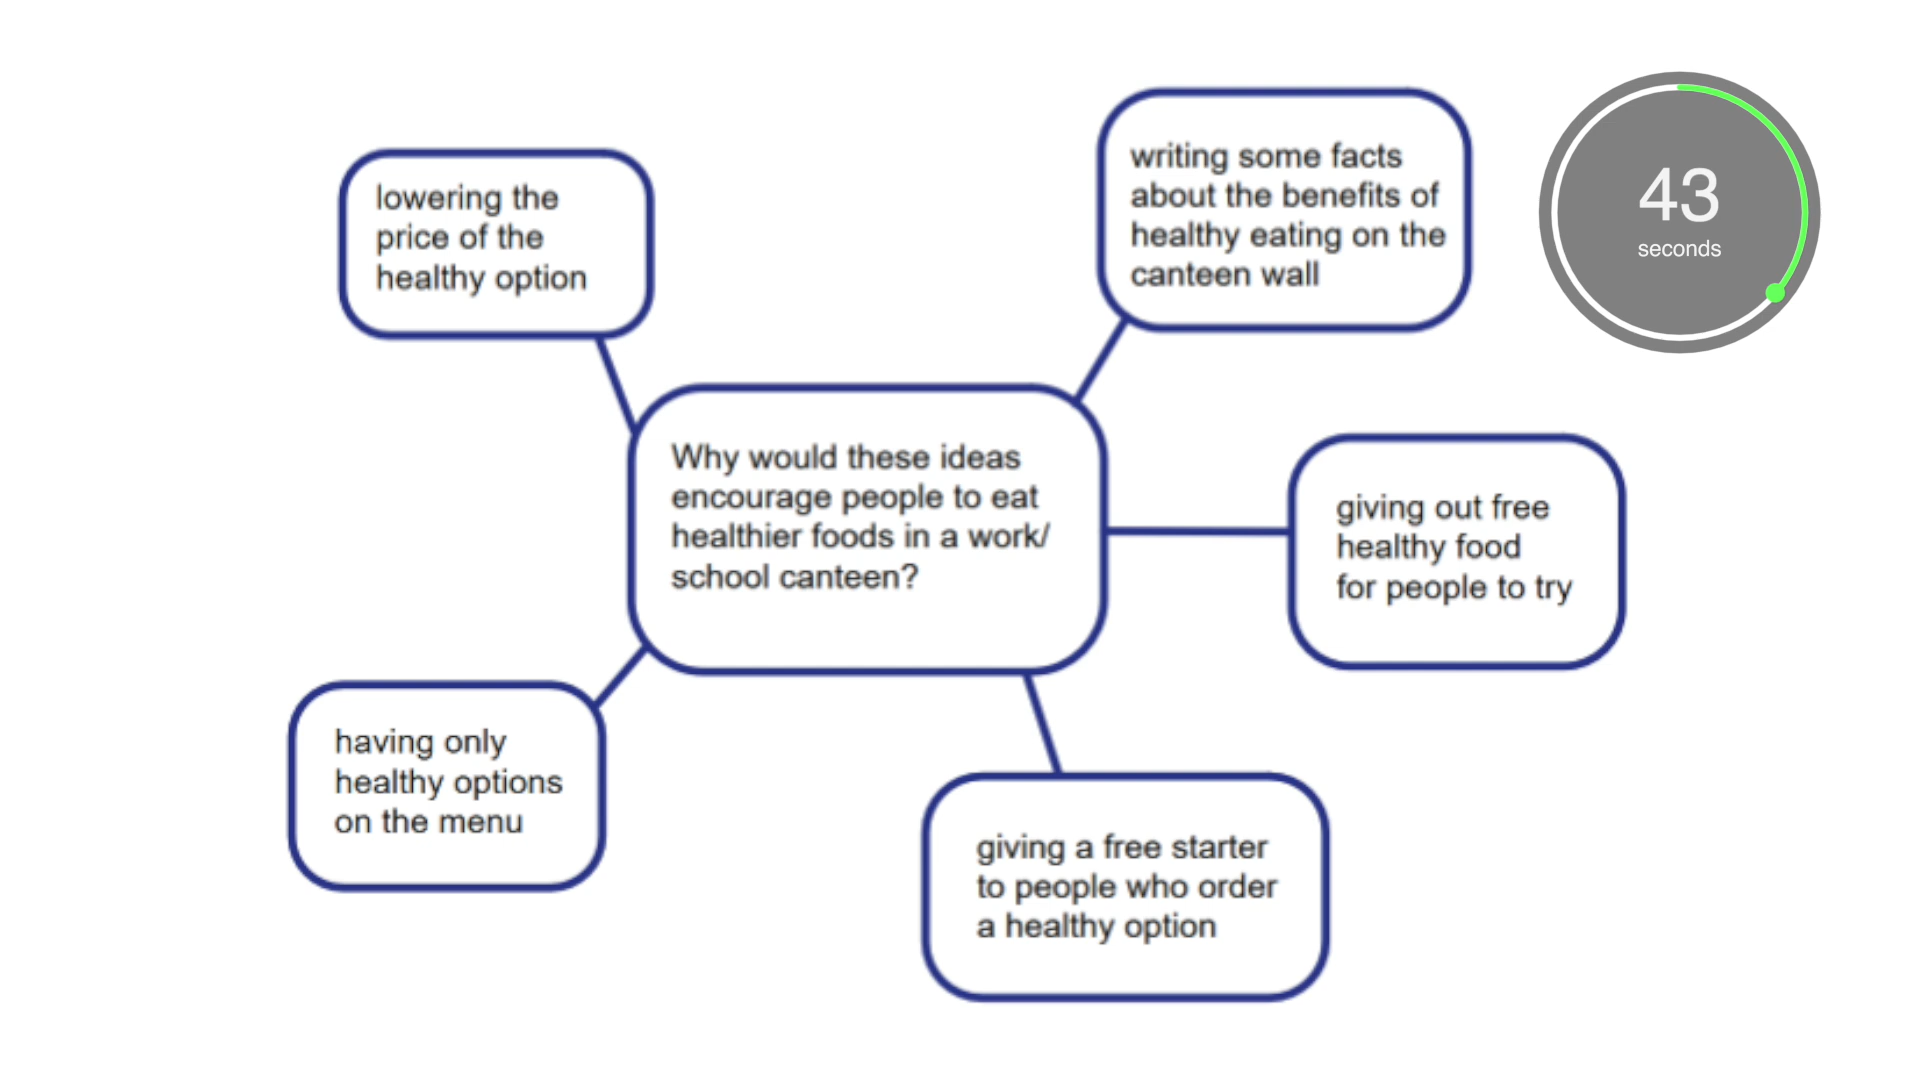 lowering the
price of the
healthy option
writing some facts
about the benefits of
healthy eating on the
canteen wall
43
seconds
Why would these ideas
encourage people to eat
healthier foods in a work/
school canteen?
giving out free
healthy food
for people to try
having only
healthy options
on the menu
giving a free starter
to people who order
a healthy option